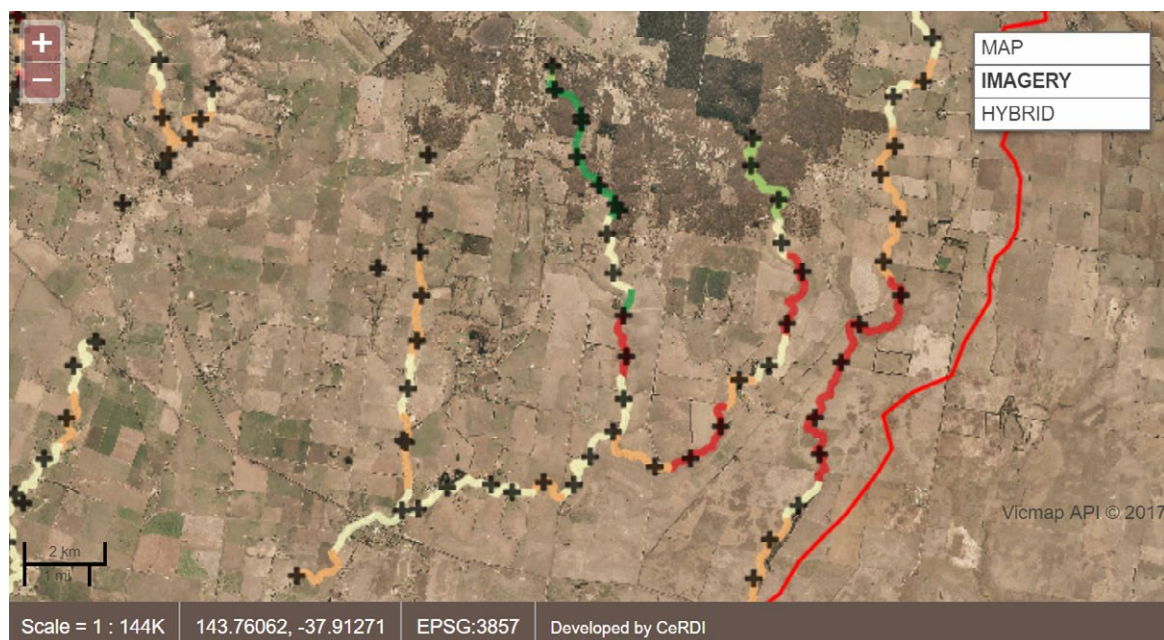 +
−
MAP
IMAGERY
HYBRID
Vicmap API © 2017
2 km
1 mi
Scale = 1 : 144K
143.76062, -37.91271
EPSG:3857
Developed by CeRDI